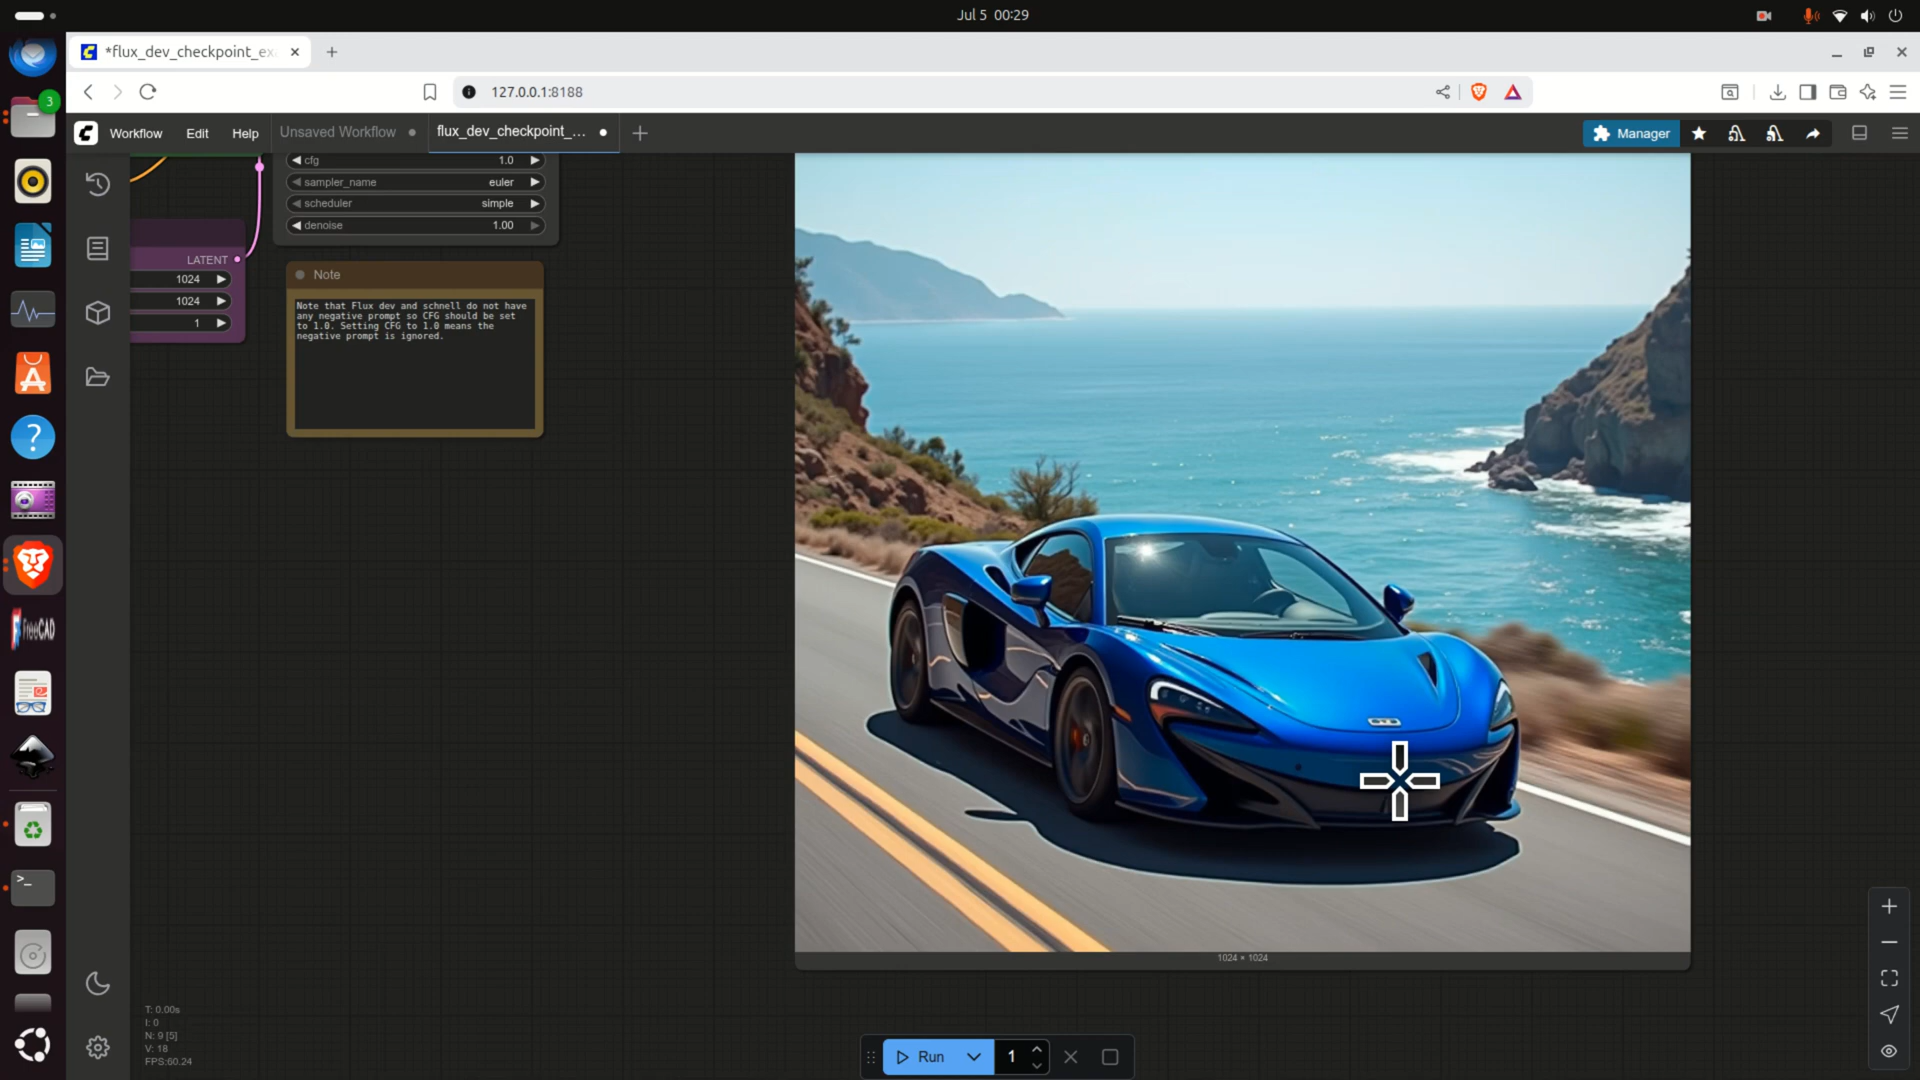 Jul 5 00:29
3
*flux_dev_checkpoint_ex
127.0.0.1:8188
Workflow
Edit
Help
Unsaved Workflow
flux_dev_checkpoint_...
Manager
cfg 1.0
sampler_name euler
scheduler simple
denoise 1.00
LATENT
1024
1024
1
Note
Note that Flux dev and schnell do not have
any negative prompt so CFG should be set
to 1.0. Setting CFG to 1.0 means the
negative prompt is ignored.
FreeCAD
1024 × 1024
T: 0.00s
I: 0
N: 9 [5]
V: 18
FPS:60.24
Run
1